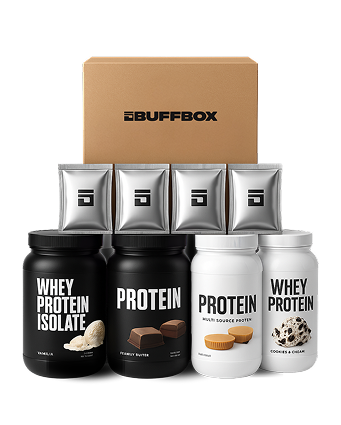 BUFFBOX
WHEY
PROTEIN
ISOLATE
VANILLA
PROTEIN
PEANUT BUTTER
PROTEIN
MULTI SOURCE PROTEIN
WHEY
PROTEIN
COOKIES & CREAM